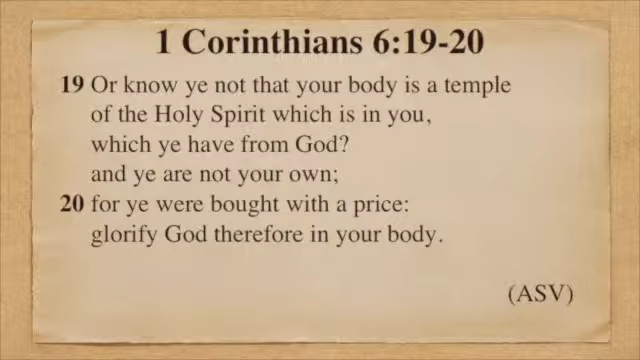 1 Corinthians 6:19-20
19 Or know ye not that your body is a temple
of the Holy Spirit which is in you,
which ye have from God?
and ye are not your own;
20 for ye were bought with a price:
glorify God therefore in your body.
(ASV)